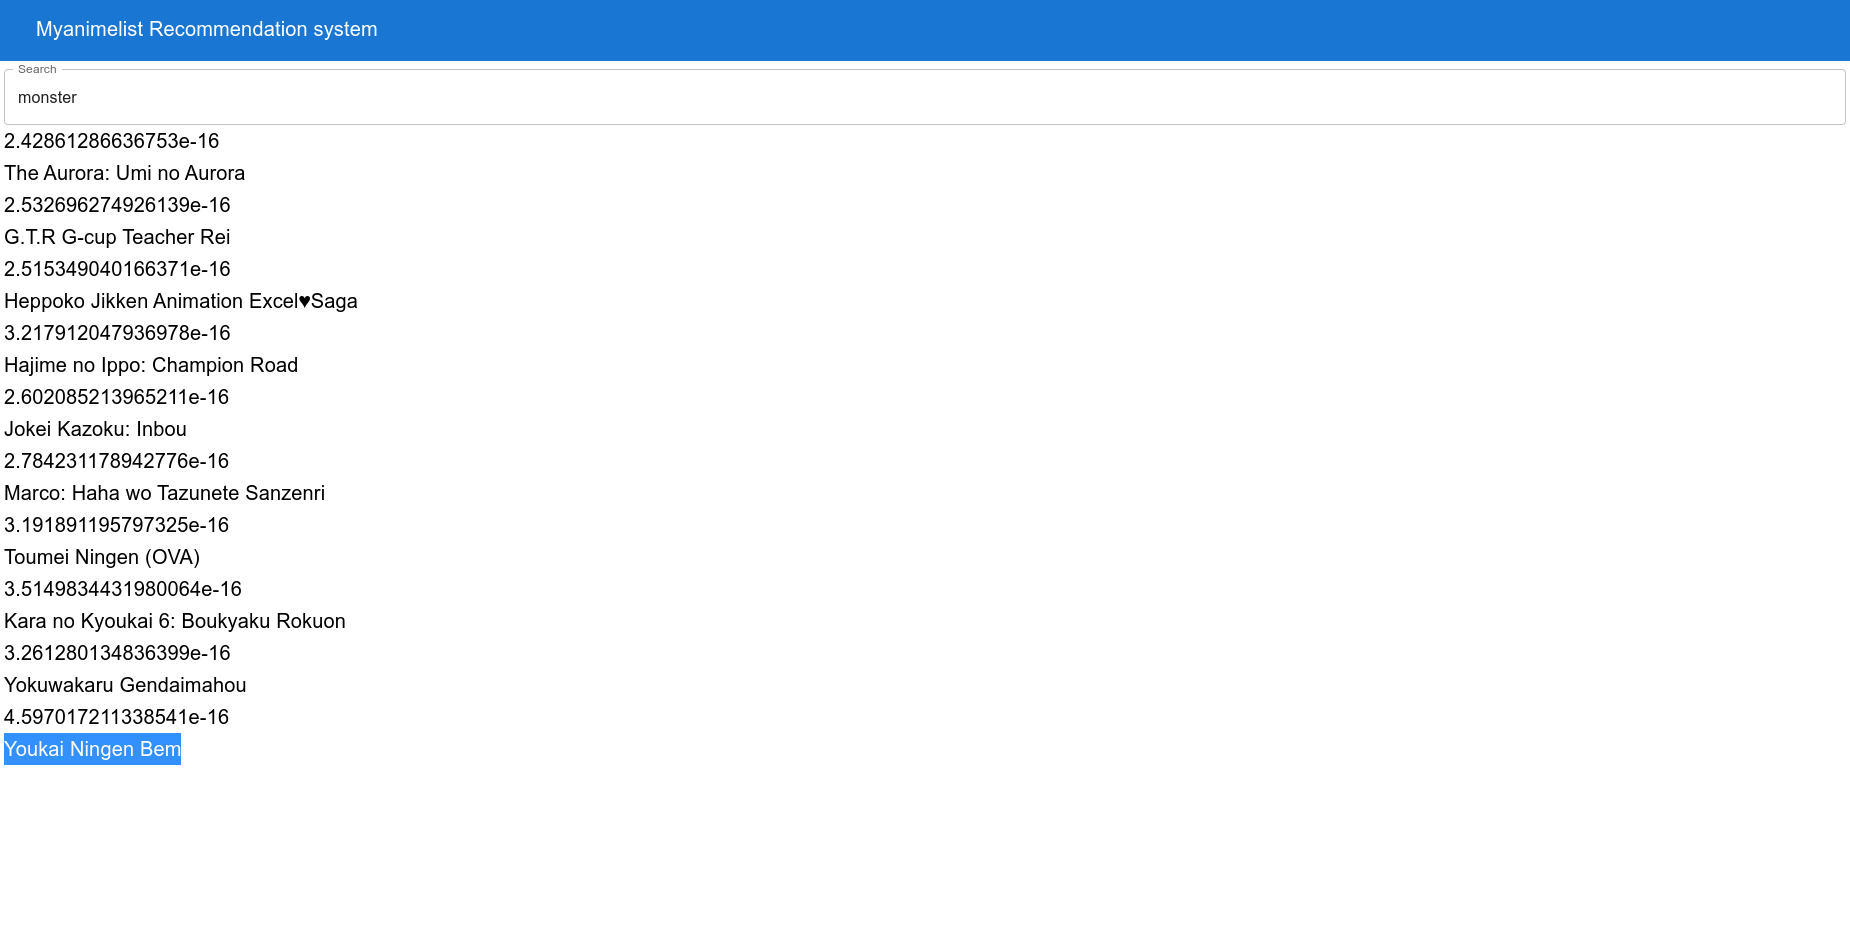 Myanimelist Recommendation system
Search
monster
2.42861286636753e-16
The Aurora: Umi no Aurora
2.532696274926139e-16
G.T.R G-cup Teacher Rei
2.515349040166371e-16
Heppoko Jikken Animation Excel♥Saga
3.217912047936978e-16
Hajime no Ippo: Champion Road
2.602085213965211e-16
Jokei Kazoku: Inbou
2.784231178942776e-16
Marco: Haha wo Tazunete Sanzenri
3.191891195797325e-16
Toumei Ningen (OVA)
3.5149834431980064e-16
Kara no Kyoukai 6: Boukyaku Rokuon
3.261280134836399e-16
Yokuwakaru Gendaimahou
4.597017211338541e-16
Youkai Ningen Bem